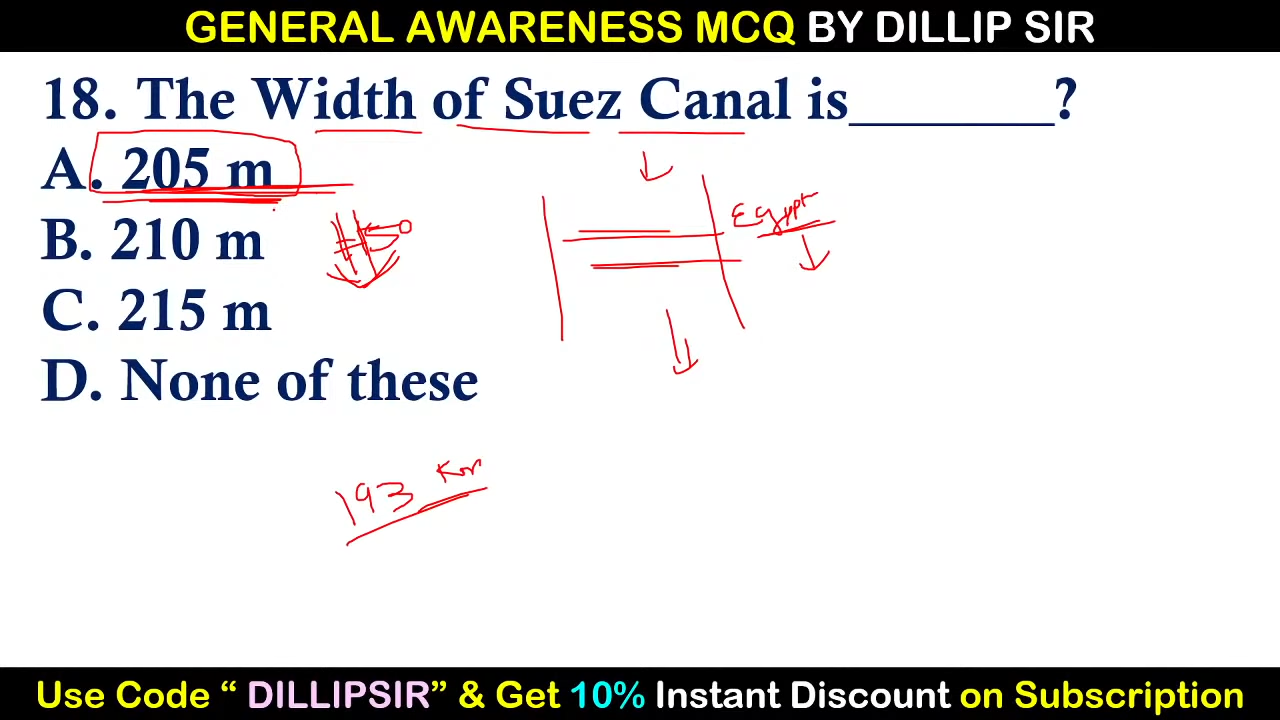 GENERAL AWARENESS MCQ BY DILLIP SIR
18. The Width of Suez Canal is_______?
A. 205 m
B. 210 m
C. 215 m
D. None of these
Egypt
193 Km
Use Code “ DILLIPSIR” & Get 10% Instant Discount on Subscription